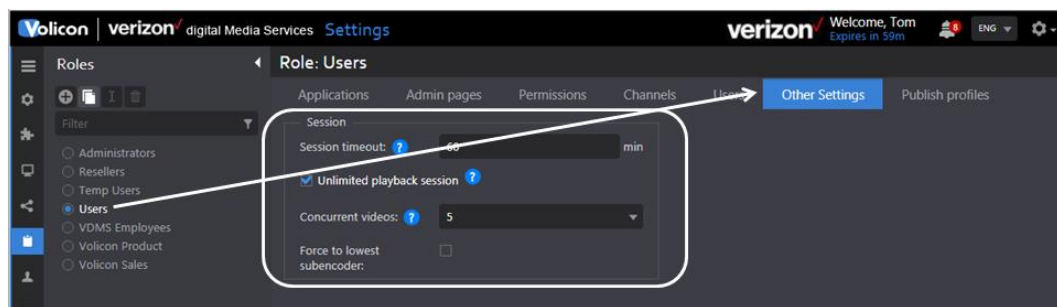 Volicon verizon✓ digital Media Services Settings
verizon✓ Welcome, Tom
Expires in 59m
8
ENG
Roles
Role: Users
Applications Admin pages Permissions Channels Users Other Settings Publish profiles
Filter
Session
Session timeout: ? 60 min
Administrators
Resellers
Unlimited playback session ?
Temp Users
Users
Concurrent videos: ? 5
VDMS Employees
Volicon Product
Force to lowest
subencoder:
Volicon Sales